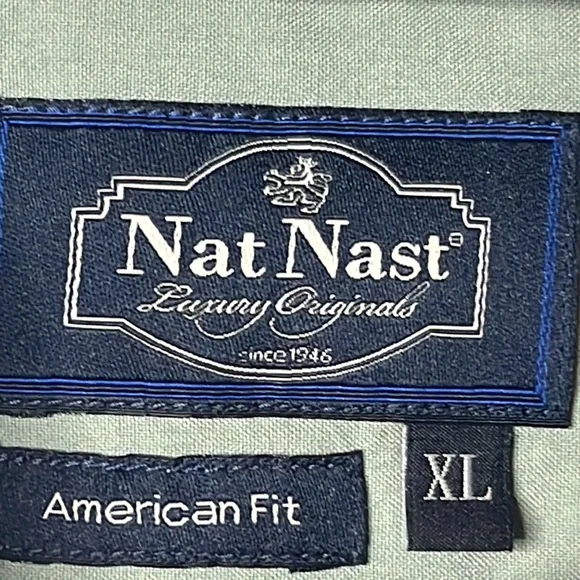 Nat Nast®
Luxury Originals
since 1946
XL
American Fit